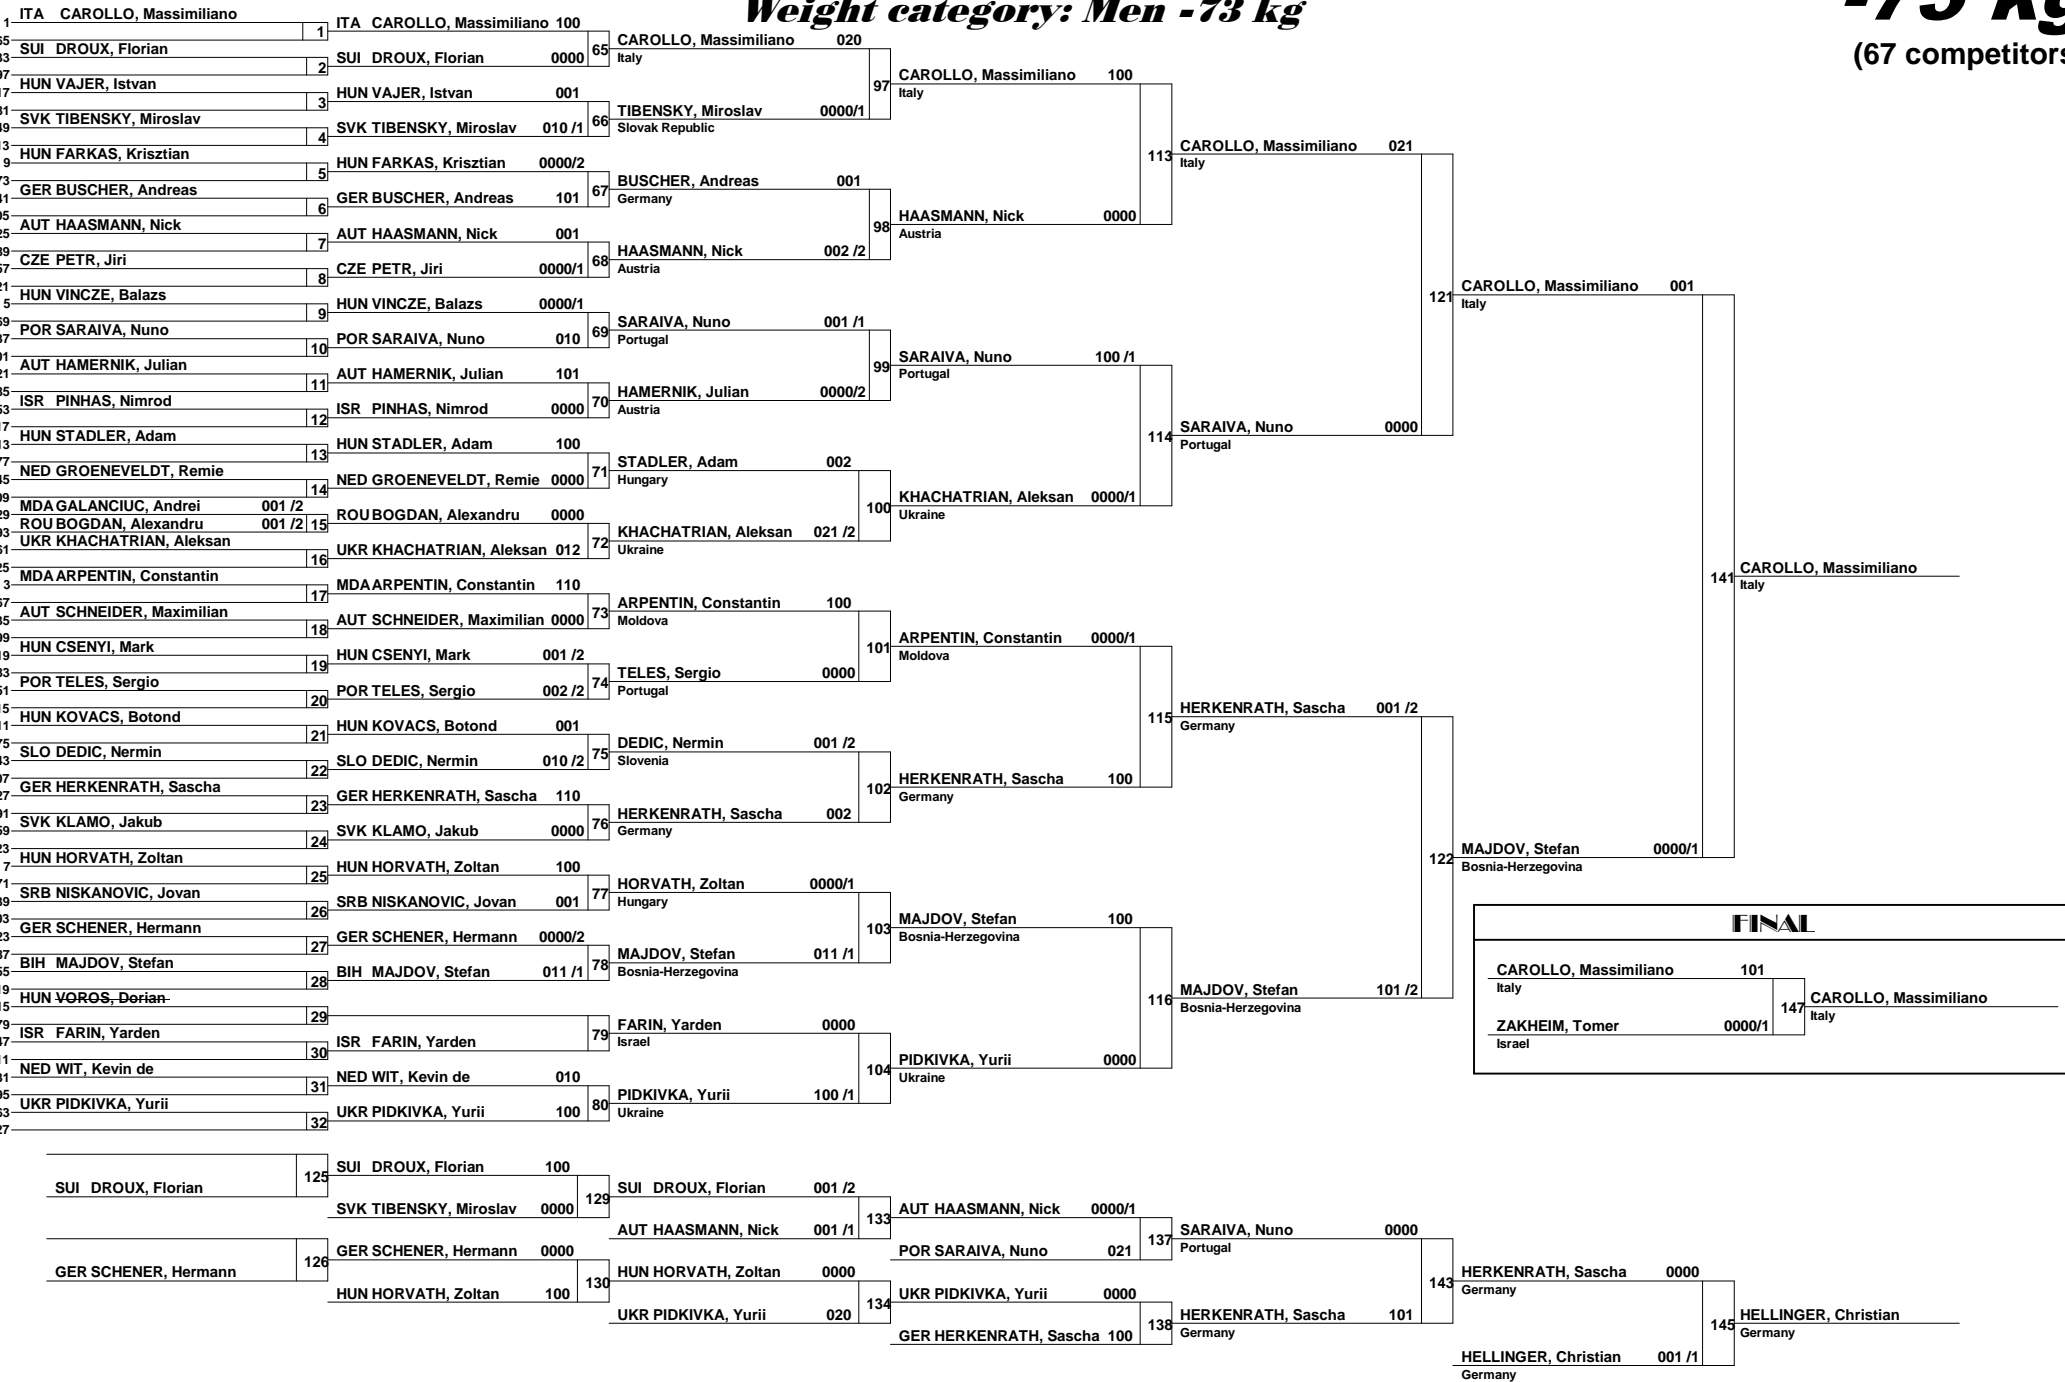 Weight category: Men -73 kg
-73 kg
(67 competitors
ITA CAROLLO, Massimiliano
SUI DROUX, Florian
HUN VAJER, Istvan
SVK TIBENSKY, Miroslav
HUN FARKAS, Krisztian
GER BUSCHER, Andreas
AUT HAASMANN, Nick
CZE PETR, Jiri
HUN VINCZE, Balazs
POR SARAIVA, Nuno
AUT HAMERNIK, Julian
ISR PINHAS, Nimrod
HUN STADLER, Adam
NED GROENEVELDT, Remie
MDA GALANCIUC, Andrei 001 /2
ROU BOGDAN, Alexandru 001 /2
UKR KHACHATRIAN, Aleksan
MDA ARPENTIN, Constantin
AUT SCHNEIDER, Maximilian
HUN CSENYI, Mark
POR TELES, Sergio
HUN KOVACS, Botond
SLO DEDIC, Nermin
GER HERKENRATH, Sascha
SVK KLAMO, Jakub
HUN HORVATH, Zoltan
SRB NISKANOVIC, Jovan
GER SCHENER, Hermann
BIH MAJDOV, Stefan
HUN VOROS, Dorian
ISR FARIN, Yarden
NED WIT, Kevin de
UKR PIDKIVKA, Yurii
1
2
3
4
5
6
7
8
9
10
11
12
13
14
15
16
17
18
19
20
21
22
23
24
25
26
27
28
29
30
31
32
ITA CAROLLO, Massimiliano 100
SUI DROUX, Florian 0000
HUN VAJER, Istvan 001
SVK TIBENSKY, Miroslav 010 /1
HUN FARKAS, Krisztian 0000/2
GER BUSCHER, Andreas 101
AUT HAASMANN, Nick 001
CZE PETR, Jiri 0000/1
HUN VINCZE, Balazs 0000/1
POR SARAIVA, Nuno 010
AUT HAMERNIK, Julian 101
ISR PINHAS, Nimrod 0000
HUN STADLER, Adam 100
NED GROENEVELDT, Remie 0000
ROU BOGDAN, Alexandru 0000
UKR KHACHATRIAN, Aleksan 012
MDA ARPENTIN, Constantin 110
AUT SCHNEIDER, Maximilian 0000
HUN CSENYI, Mark 001 /2
POR TELES, Sergio 002 /2
HUN KOVACS, Botond 001
SLO DEDIC, Nermin 010 /2
GER HERKENRATH, Sascha 110
SVK KLAMO, Jakub 0000
HUN HORVATH, Zoltan 100
SRB NISKANOVIC, Jovan 001
GER SCHENER, Hermann 0000/2
BIH MAJDOV, Stefan 011 /1
ISR FARIN, Yarden
NED WIT, Kevin de 010
UKR PIDKIVKA, Yurii 100
65
66
67
68
69
70
71
72
73
74
75
76
77
78
79
80
CAROLLO, Massimiliano 020
Italy
TIBENSKY, Miroslav 0000/1
Slovak Republic
BUSCHER, Andreas 001
Germany
HAASMANN, Nick 002 /2
Austria
SARAIVA, Nuno 001 /1
Portugal
HAMERNIK, Julian 0000/2
Austria
STADLER, Adam 002
Hungary
KHACHATRIAN, Aleksan 021 /2
Ukraine
ARPENTIN, Constantin 100
Moldova
TELES, Sergio 0000
Portugal
DEDIC, Nermin 001 /2
Slovenia
HERKENRATH, Sascha 002
Germany
HORVATH, Zoltan 0000/1
Hungary
MAJDOV, Stefan 011 /1
Bosnia-Herzegovina
FARIN, Yarden 0000
Israel
PIDKIVKA, Yurii 100 /1
Ukraine
97
98
99
100
101
102
103
104
CAROLLO, Massimiliano 100
Italy
HAASMANN, Nick 0000
Austria
SARAIVA, Nuno 100 /1
Portugal
KHACHATRIAN, Aleksan 0000/1
Ukraine
ARPENTIN, Constantin 0000/1
Moldova
HERKENRATH, Sascha 100
Germany
MAJDOV, Stefan 100
Bosnia-Herzegovina
PIDKIVKA, Yurii 0000
Ukraine
113
114
115
116
CAROLLO, Massimiliano 021
Italy
SARAIVA, Nuno 0000
Portugal
HERKENRATH, Sascha 001 /2
Germany
MAJDOV, Stefan 101 /2
Bosnia-Herzegovina
121
122
CAROLLO, Massimiliano 001
Italy
MAJDOV, Stefan 0000/1
Bosnia-Herzegovina
141
CAROLLO, Massimiliano
Italy
FINAL
CAROLLO, Massimiliano 101
Italy
ZAKHEIM, Tomer 0000/1
Israel
147
CAROLLO, Massimiliano
Italy
SUI DROUX, Florian
GER SCHENER, Hermann
125
126
SUI DROUX, Florian 100
SVK TIBENSKY, Miroslav 0000
GER SCHENER, Hermann 0000
HUN HORVATH, Zoltan 100
129
130
SUI DROUX, Florian 001 /2
AUT HAASMANN, Nick 001 /1
HUN HORVATH, Zoltan 0000
UKR PIDKIVKA, Yurii 020
133
134
AUT HAASMANN, Nick 0000/1
POR SARAIVA, Nuno 021
UKR PIDKIVKA, Yurii 0000
GER HERKENRATH, Sascha 100
137
138
SARAIVA, Nuno 0000
Portugal
HERKENRATH, Sascha 101
Germany
143
HERKENRATH, Sascha 0000
Germany
HELLINGER, Christian 001 /1
Germany
145
HELLINGER, Christian
Germany